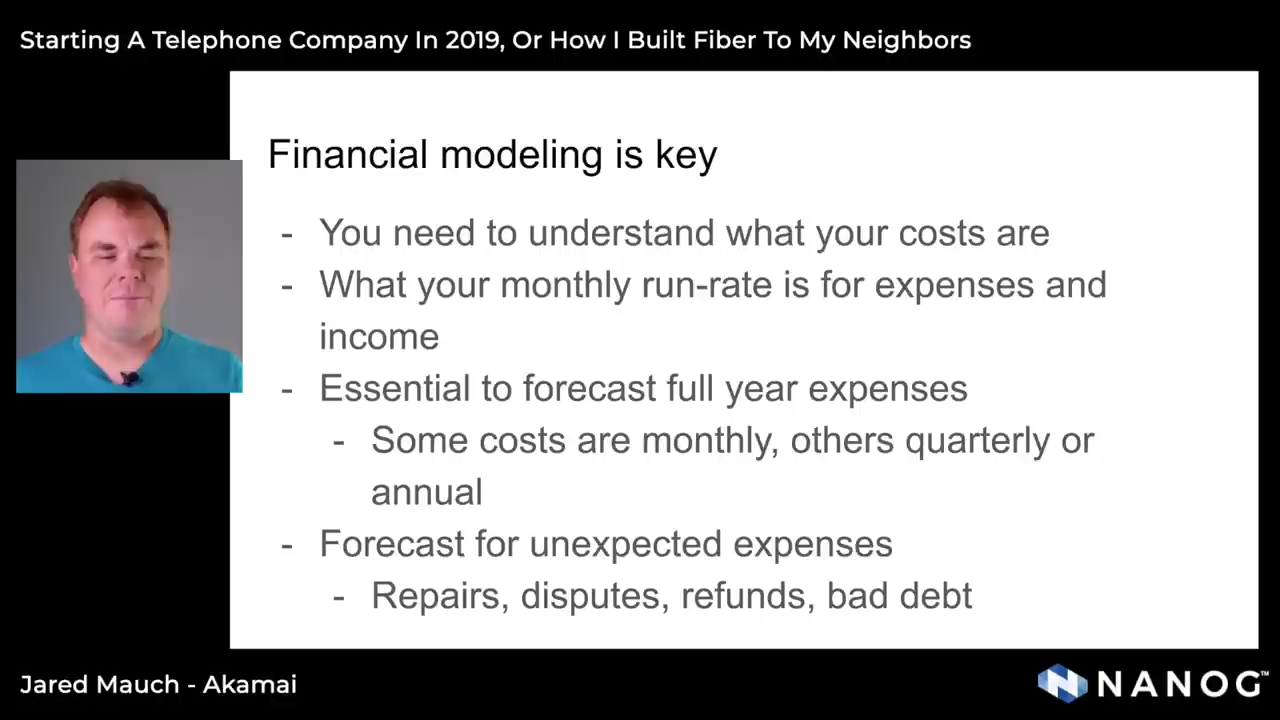 Starting A Telephone Company In 2019, Or How I Built Fiber To My Neighbors
Financial modeling is key
- You need to understand what your costs are
- What your monthly run-rate is for expenses and
income
- Essential to forecast full year expenses
- Some costs are monthly, others quarterly or
annual
- Forecast for unexpected expenses
- Repairs, disputes, refunds, bad debt
Jared Mauch - Akamai
NANOG™